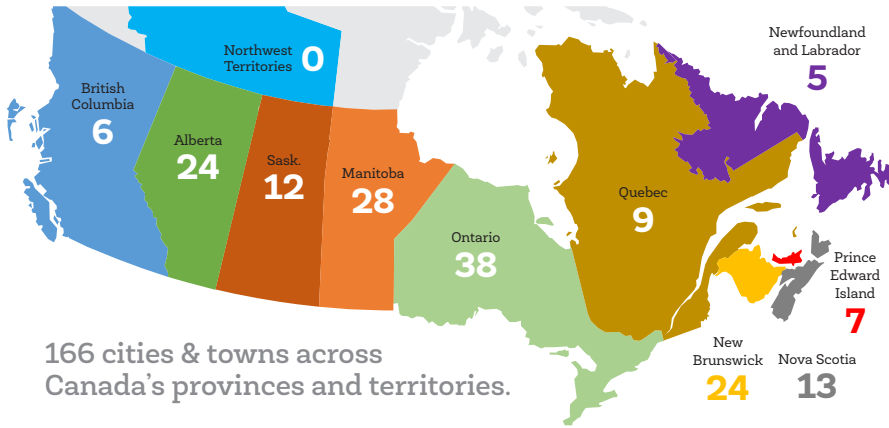 Northwest
Territories 0
Newfoundland
and Labrador
5
British
Columbia
6
Alberta
24
Sask.
12
Manitoba
28
Ontario
38
Quebec
9
Prince
Edward
Island
7
New
Brunswick
24
Nova Scotia
13
166 cities & towns across
Canada's provinces and territories.